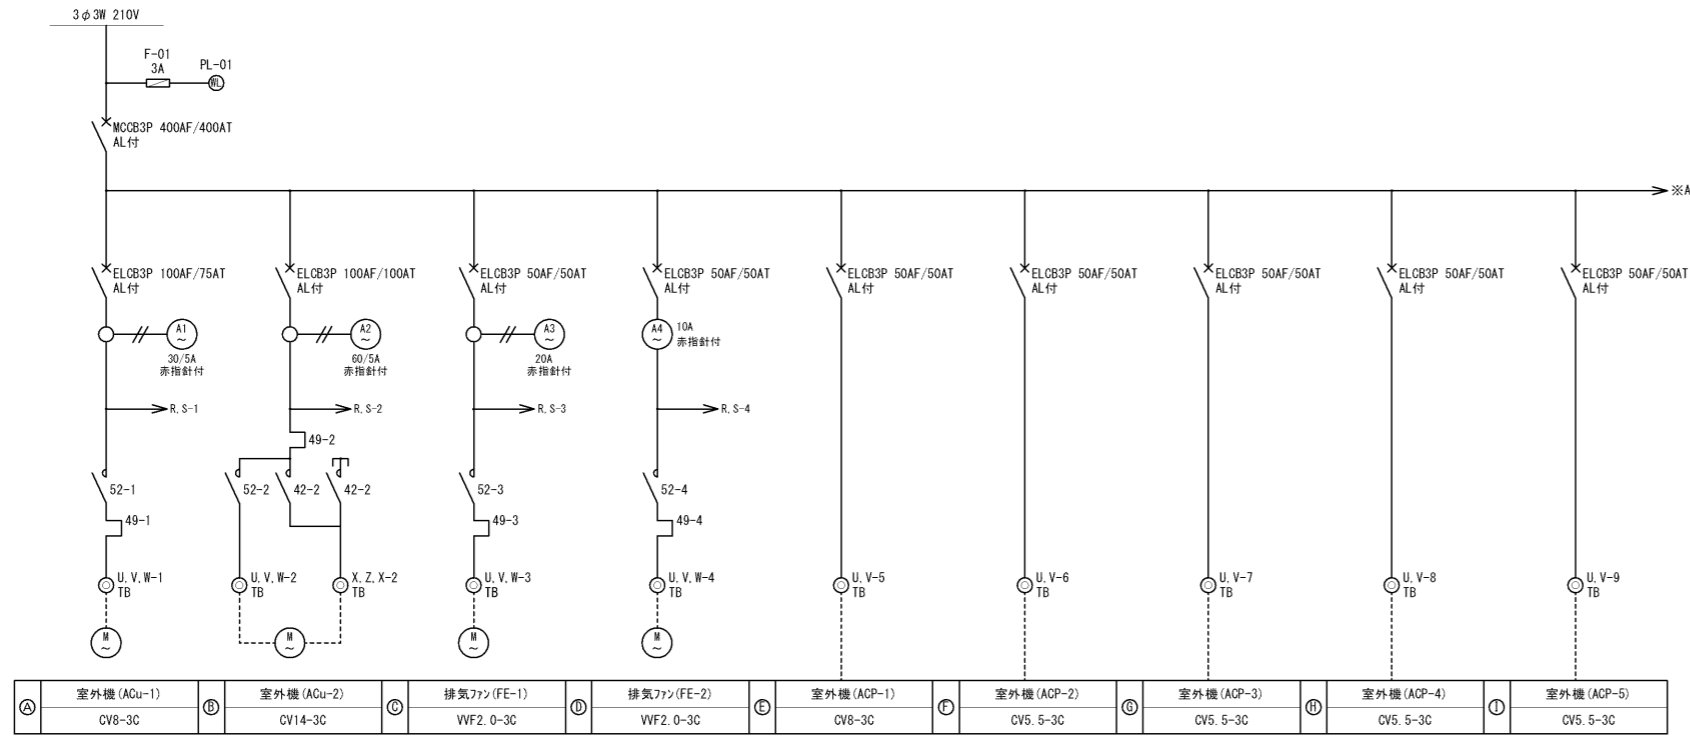 3φ3W 210V
F-01
3A
PL-01
WL
MCCB3P 400AF/400AT
AL付
※A
ELCB3P 100AF/75AT
AL付
ELCB3P 100AF/100AT
AL付
ELCB3P 50AF/50AT
AL付
ELCB3P 50AF/50AT
AL付
ELCB3P 50AF/50AT
AL付
ELCB3P 50AF/50AT
AL付
ELCB3P 50AF/50AT
AL付
ELCB3P 50AF/50AT
AL付
ELCB3P 50AF/50AT
AL付
A1
~
30/5A
赤指針付
A2
~
60/5A
赤指針付
A3
~
20A
赤指針付
A4
~
10A
赤指針付
R,S-1
R,S-2
R,S-3
R,S-4
49-2
52-1
52-2
42-2
42-2
52-3
52-4
49-1
49-3
49-4
U,V,W-1
TB
U,V,W-2
TB
X,Z,X-2
TB
U,V,W-3
TB
U,V,W-4
TB
U,V-5
TB
U,V-6
TB
U,V-7
TB
U,V-8
TB
U,V-9
TB
M
~
M
~
M
~
M
~
Ⓐ 室外機(ACu-1)
CV8-3C
Ⓑ 室外機(ACu-2)
CV14-3C
Ⓒ 排気ファン(FE-1)
VVF2.0-3C
Ⓓ 排気ファン(FE-2)
VVF2.0-3C
Ⓔ 室外機(ACP-1)
CV8-3C
Ⓕ 室外機(ACP-2)
CV5.5-3C
Ⓖ 室外機(ACP-3)
CV5.5-3C
Ⓗ 室外機(ACP-4)
CV5.5-3C
Ⓘ 室外機(ACP-5)
CV5.5-3C